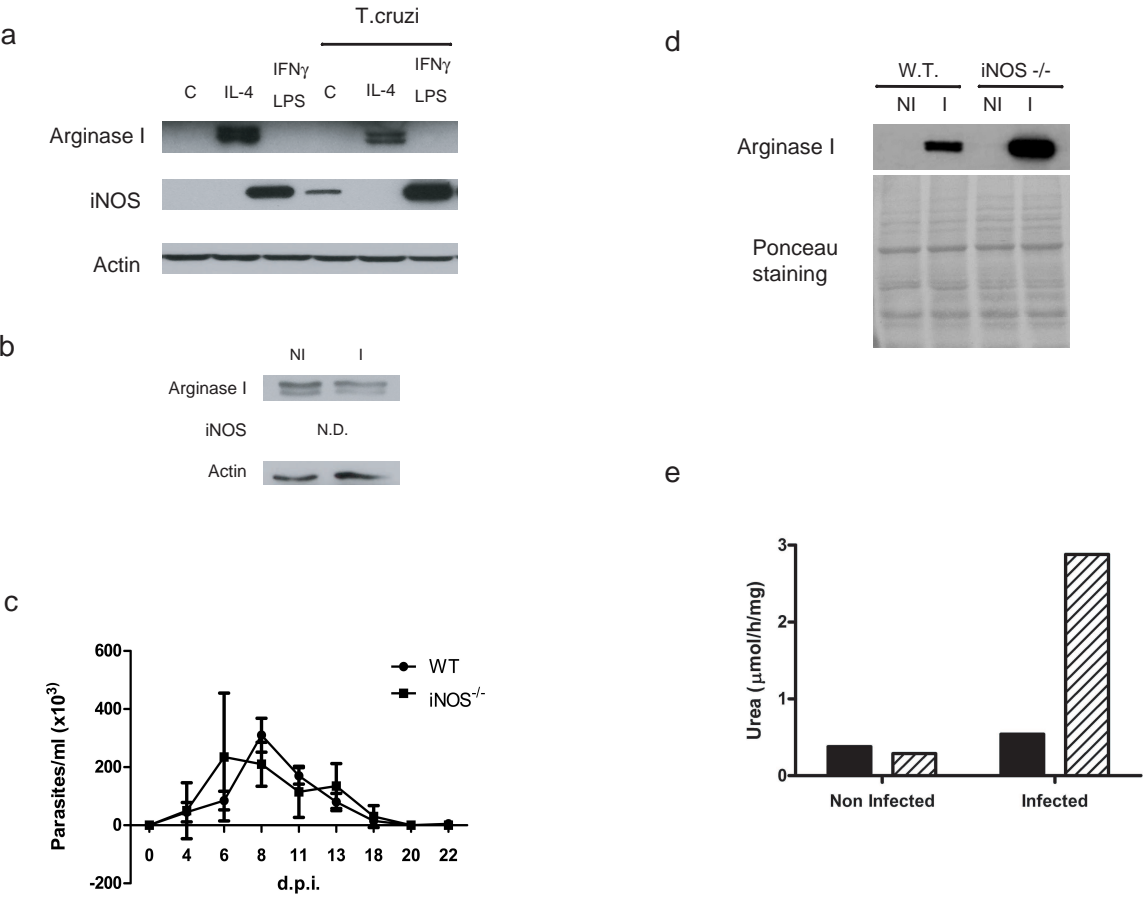 a
T.cruzi
C IL-4 IFNγ LPS C IL-4 IFNγ LPS
Arginase I
iNOS
Actin
b
NI I
Arginase I
iNOS N.D.
Actin
c
600
400
200
0
-200
Parasites/ml (x10³)
WT
iNOS⁻/⁻
0 4 6 8 11 13 18 20 22
d.p.i.
d
W.T. iNOS -/-
NI I NI I
Arginase I
Ponceau
staining
e
3
2
1
0
Urea (μmol/h/mg)
Non Infected Infected